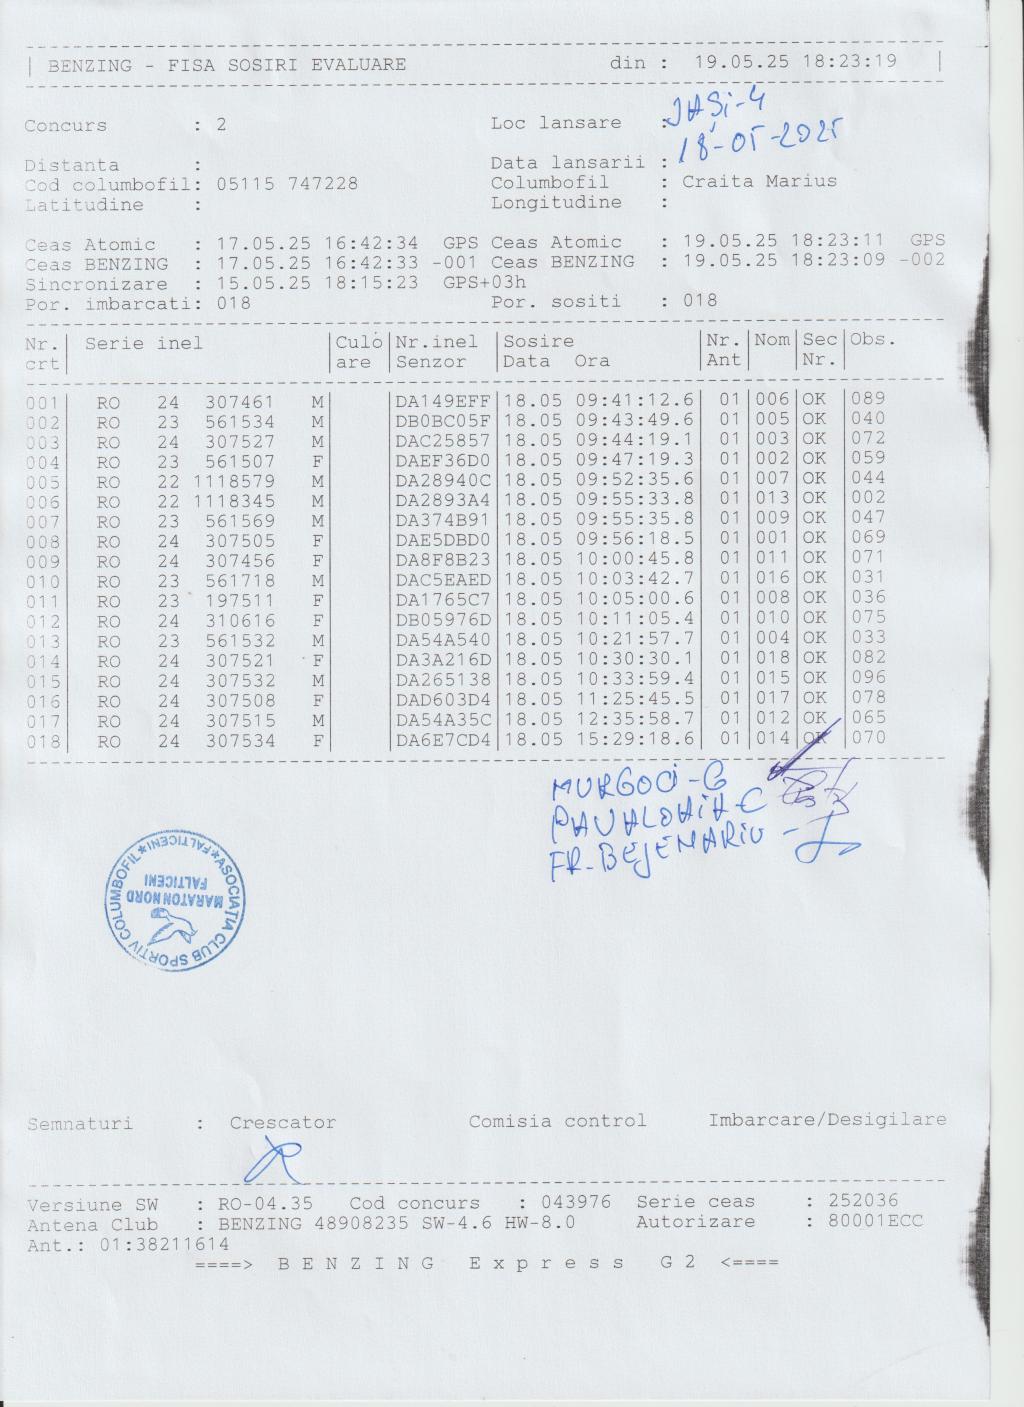 | BENZING - FISA SOSIRI EVALUARE din : 19.05.25 18:23:19 |
Concurs : 2 Loc lansare : IAȘI-4
18-05-2025
Distanta : Data lansarii :
Cod columbofil: 05115 747228 Columbofil : Craita Marius
Latitudine : Longitudine :
Ceas Atomic : 17.05.25 16:42:34 GPS Ceas Atomic : 19.05.25 18:23:11 GPS
Ceas BENZING : 17.05.25 16:42:33 -001 Ceas BENZING : 19.05.25 18:23:09 -002
Sincronizare : 15.05.25 18:15:23 GPS+03h
Por. imbarcati: 018 Por. sositi : 018
Nr. | Serie inel | Culo | Nr.inel | Sosire | Nr. | Nom | Sec | Obs.
crt | | are | Senzor | Data Ora | Ant | | Nr. |
001 | RO 24 307461 M | | DA149EFF | 18.05 09:41:12.6 | 01 | 006 | OK | 089
002 | RO 23 561534 M | | DB0BC05F | 18.05 09:43:49.6 | 01 | 005 | OK | 040
003 | RO 24 307527 M | | DAC25857 | 18.05 09:44:19.1 | 01 | 003 | OK | 072
004 | RO 23 561507 F | | DAEF36D0 | 18.05 09:47:19.3 | 01 | 002 | OK | 059
005 | RO 22 1118579 M | | DA28940C | 18.05 09:52:35.6 | 01 | 007 | OK | 044
006 | RO 22 1118345 M | | DA2893A4 | 18.05 09:55:33.8 | 01 | 013 | OK | 002
007 | RO 23 561569 M | | DA374B91 | 18.05 09:55:35.8 | 01 | 009 | OK | 047
008 | RO 24 307505 F | | DAE5DBD0 | 18.05 09:56:18.5 | 01 | 001 | OK | 069
009 | RO 24 307456 F | | DA8F8B23 | 18.05 10:00:45.8 | 01 | 011 | OK | 071
010 | RO 23 561718 M | | DAC5EAED | 18.05 10:03:42.7 | 01 | 016 | OK | 031
011 | RO 23 197511 F | | DA1765C7 | 18.05 10:05:00.6 | 01 | 008 | OK | 036
012 | RO 24 310616 F | | DB05976D | 18.05 10:11:05.4 | 01 | 010 | OK | 075
013 | RO 23 561532 M | | DA54A540 | 18.05 10:21:57.7 | 01 | 004 | OK | 033
014 | RO 24 307521 F | | DA3A216D | 18.05 10:30:30.1 | 01 | 018 | OK | 082
015 | RO 24 307532 M | | DA265138 | 18.05 10:33:59.4 | 01 | 015 | OK | 096
016 | RO 24 307508 F | | DAD603D4 | 18.05 11:25:45.5 | 01 | 017 | OK | 078
017 | RO 24 307515 M | | DA54A35C | 18.05 12:35:58.7 | 01 | 012 | OK | 065
018 | RO 24 307534 F | | DA6E7CD4 | 18.05 15:29:18.6 | 01 | 014 | OK | 070
MURGOCI-G
PAVALOAIA-C
FR.BEJENARIU -
*ASOCIATIA CLUB SPORTIV COLUMBOFIL*
FALTICENI
MARATON NORD
FALTICENI
Semnaturi : Crescator Comisia control Imbarcare/Desigilare
Versiune SW : RO-04.35 Cod concurs : 043976 Serie ceas : 252036
Antena Club : BENZING 48908235 SW-4.6 HW-8.0 Autorizare : 80001ECC
Ant.: 01:38211614
====> B E N Z I N G E x p r e s s G 2 <====